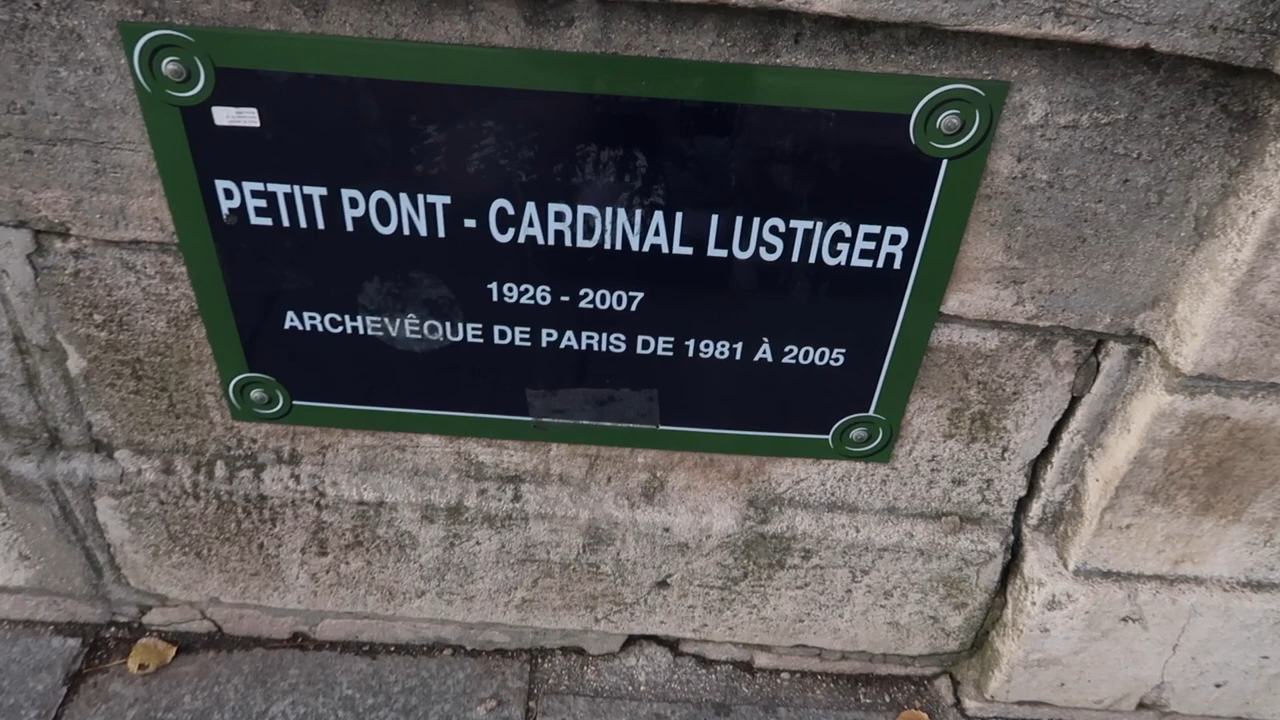 PETIT PONT - CARDINAL LUSTIGER
1926 - 2007
ARCHEVÊQUE DE PARIS DE 1981 À 2005